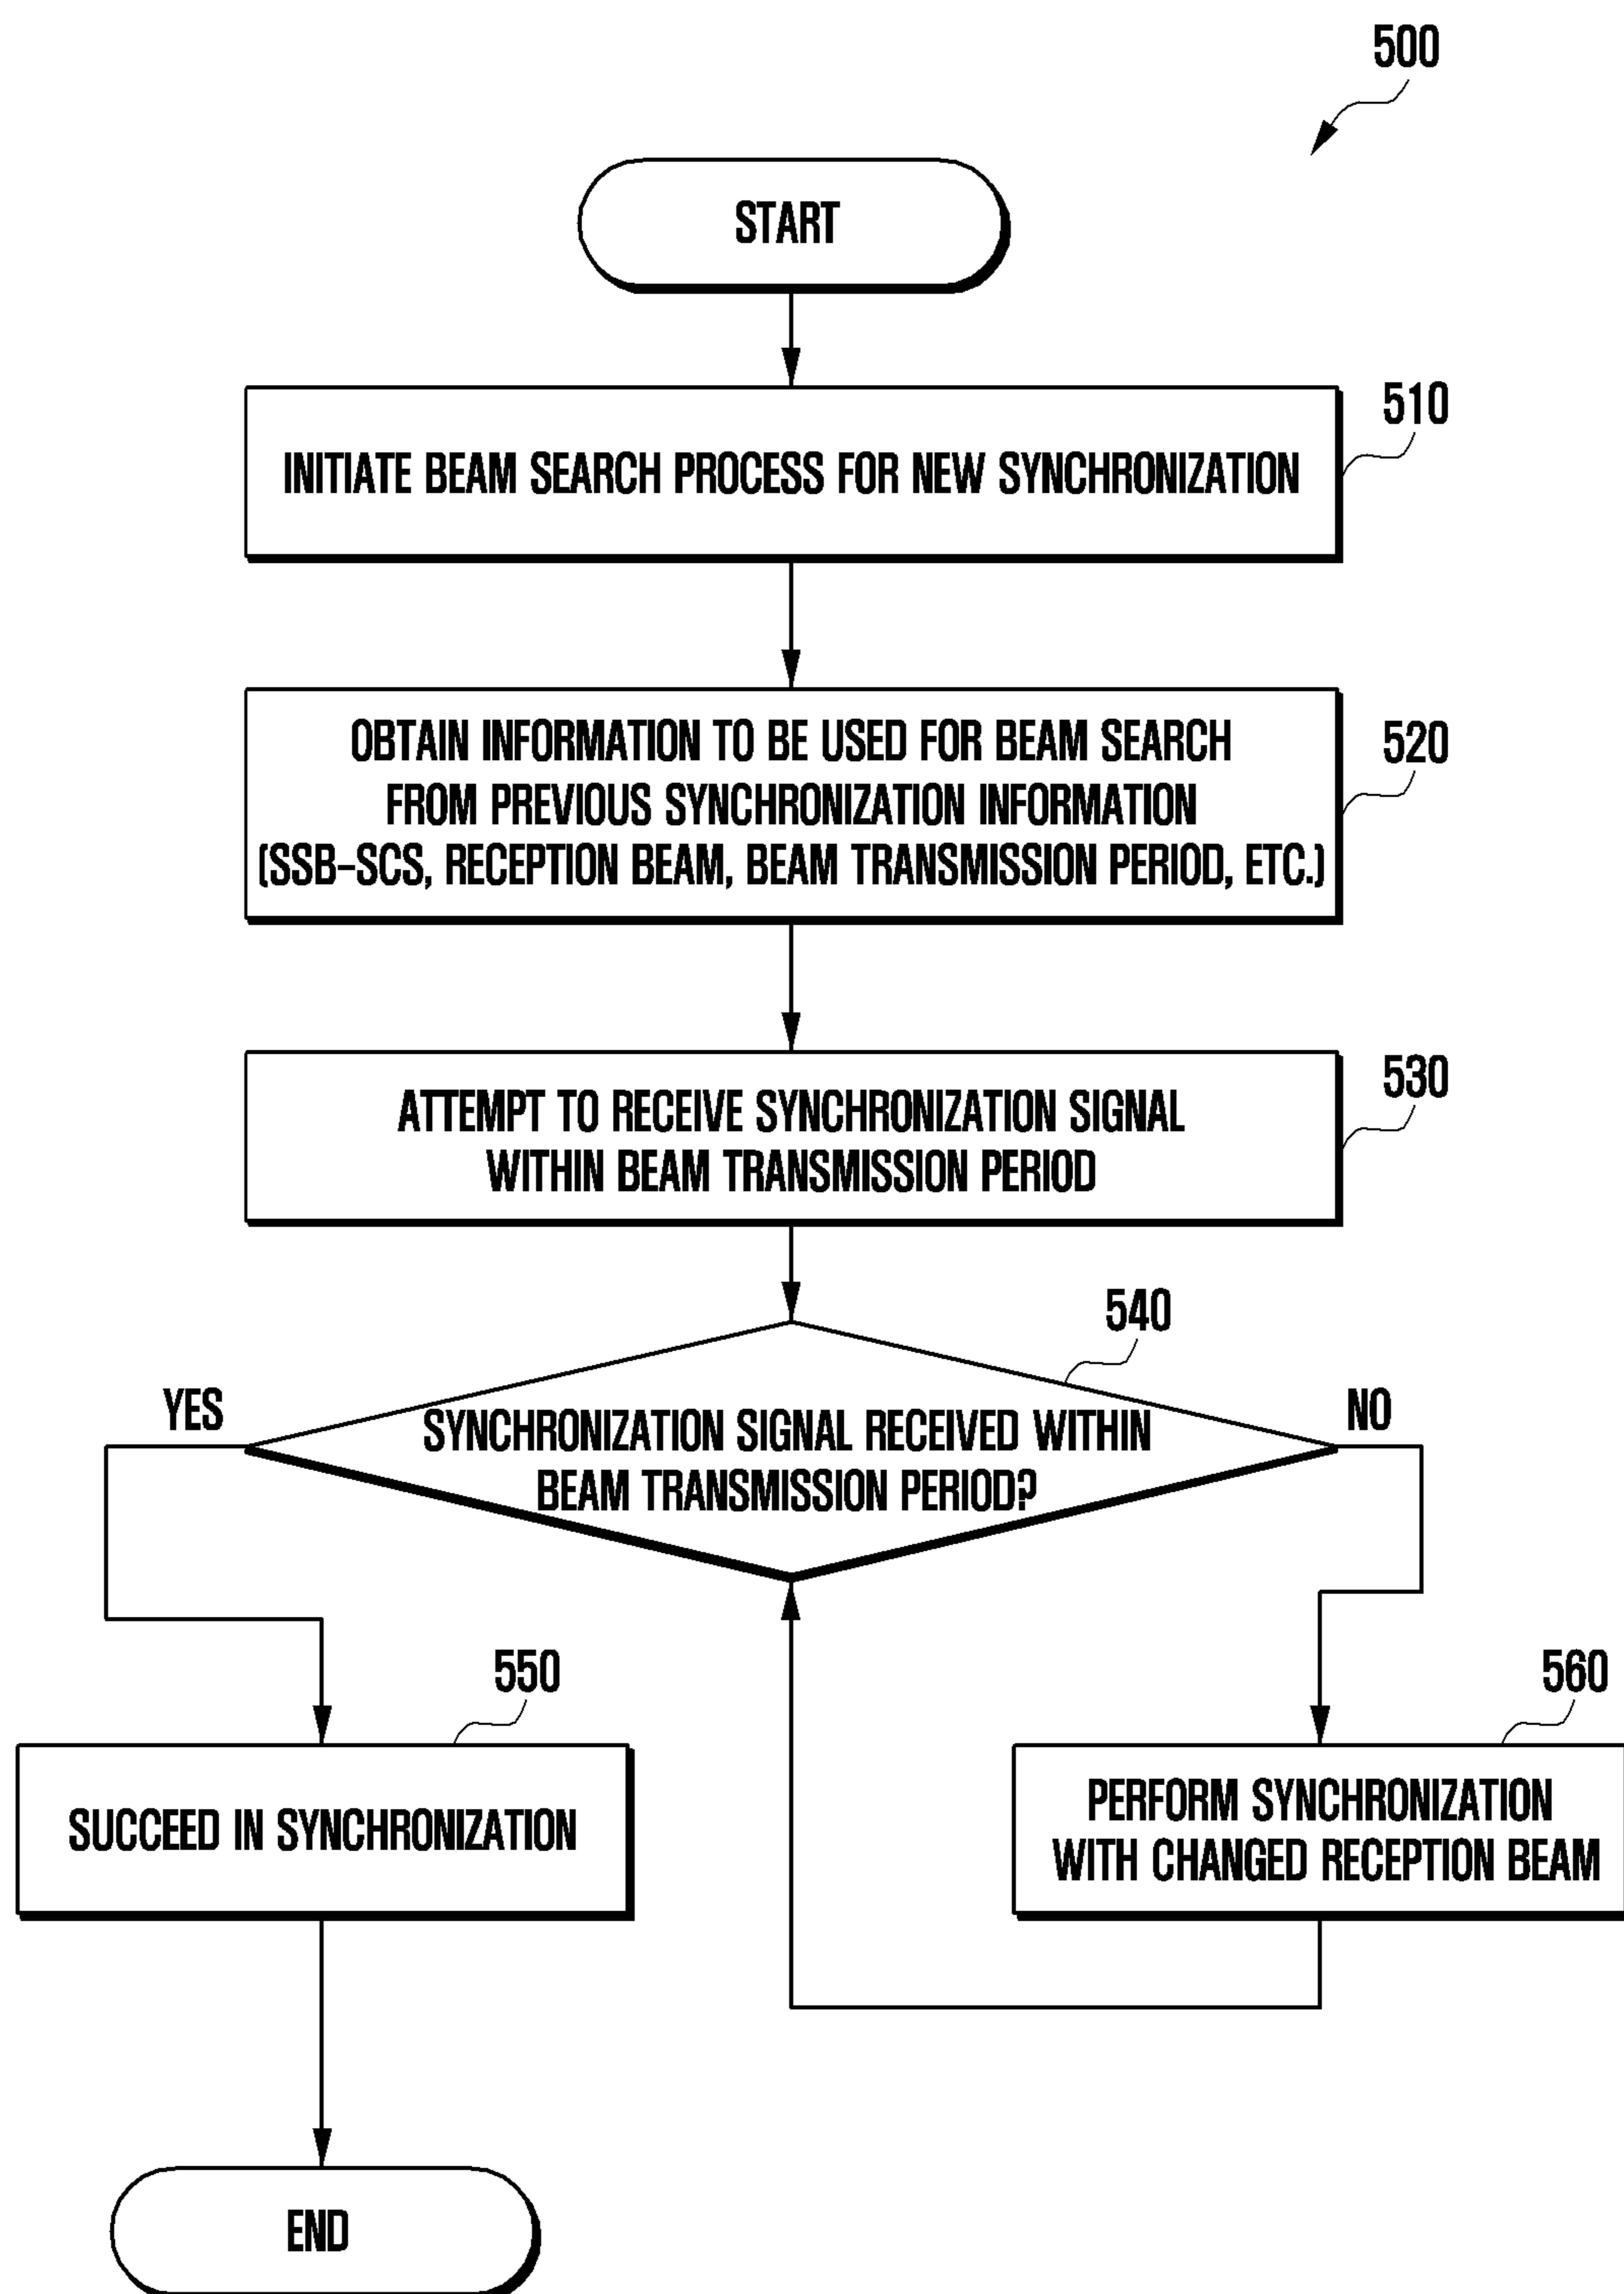 500
START
510
INITIATE BEAM SEARCH PROCESS FOR NEW SYNCHRONIZATION
520
OBTAIN INFORMATION TO BE USED FOR BEAM SEARCH
FROM PREVIOUS SYNCHRONIZATION INFORMATION
(SSB-SCS, RECEPTION BEAM, BEAM TRANSMISSION PERIOD, ETC.)
530
ATTEMPT TO RECEIVE SYNCHRONIZATION SIGNAL
WITHIN BEAM TRANSMISSION PERIOD
540
YES
NO
SYNCHRONIZATION SIGNAL RECEIVED WITHIN
BEAM TRANSMISSION PERIOD?
550
SUCCEED IN SYNCHRONIZATION
560
PERFORM SYNCHRONIZATION
WITH CHANGED RECEPTION BEAM
END